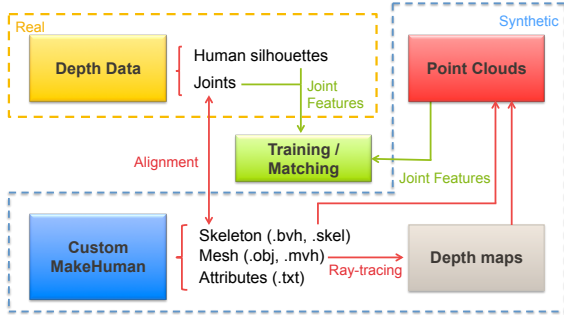 Real
Synthetic
Depth Data
Human silhouettes
Joints
Joint
Features
Point Clouds
Alignment
Training /
Matching
Joint Features
Custom
MakeHuman
Skeleton (.bvh, .skel)
Mesh (.obj, .mvh)
Attributes (.txt)
Ray-tracing
Depth maps